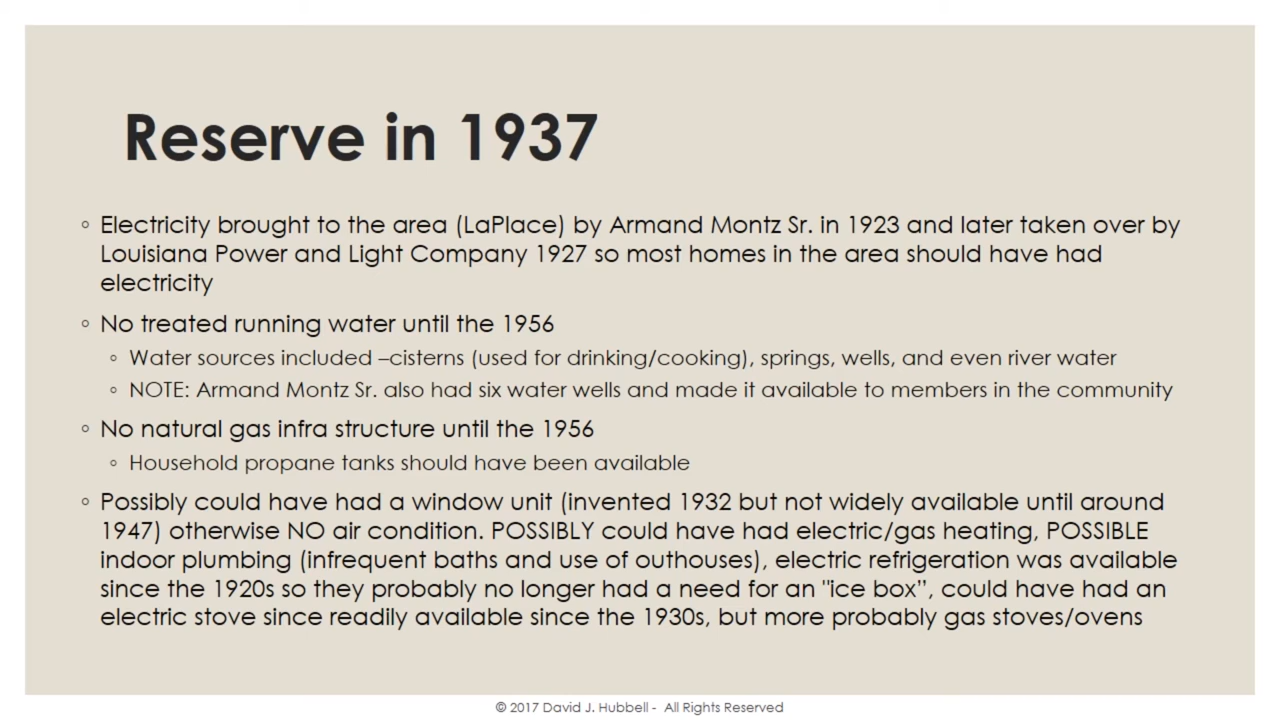 Reserve in 1937
◦ Electricity brought to the area (LaPlace) by Armand Montz Sr. in 1923 and later taken over by
Louisiana Power and Light Company 1927 so most homes in the area should have had
electricity
◦ No treated running water until the 1956
◦ Water sources included –cisterns (used for drinking/cooking), springs, wells, and even river water
◦ NOTE: Armand Montz Sr. also had six water wells and made it available to members in the community
◦ No natural gas infra structure until the 1956
◦ Household propane tanks should have been available
◦ Possibly could have had a window unit (invented 1932 but not widely available until around
1947) otherwise NO air condition. POSSIBLY could have had electric/gas heating, POSSIBLE
indoor plumbing (infrequent baths and use of outhouses), electric refrigeration was available
since the 1920s so they probably no longer had a need for an "ice box”, could have had an
electric stove since readily available since the 1930s, but more probably gas stoves/ovens
© 2017 David J. Hubbell - All Rights Reserved